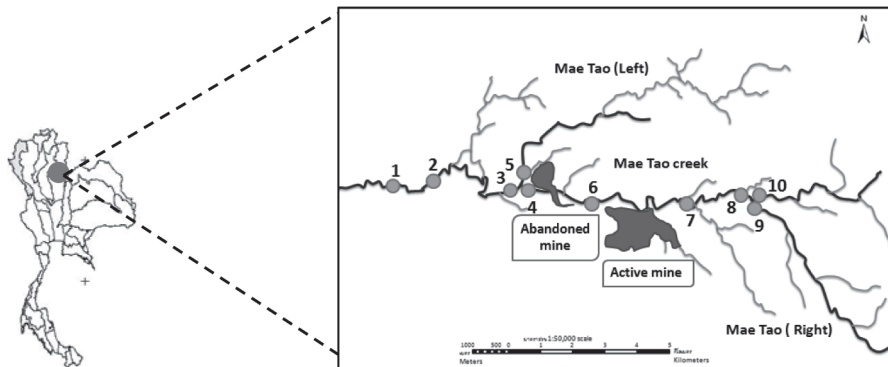 N
Mae Tao (Left)
Mae Tao creek
1
2
3
4
5
6
7
8
9
10
Abandoned
mine
Active mine
Mae Tao ( Right)
1:50,000 scale
1000 500 0 1 2 3 4 5
Meters
Kilometers